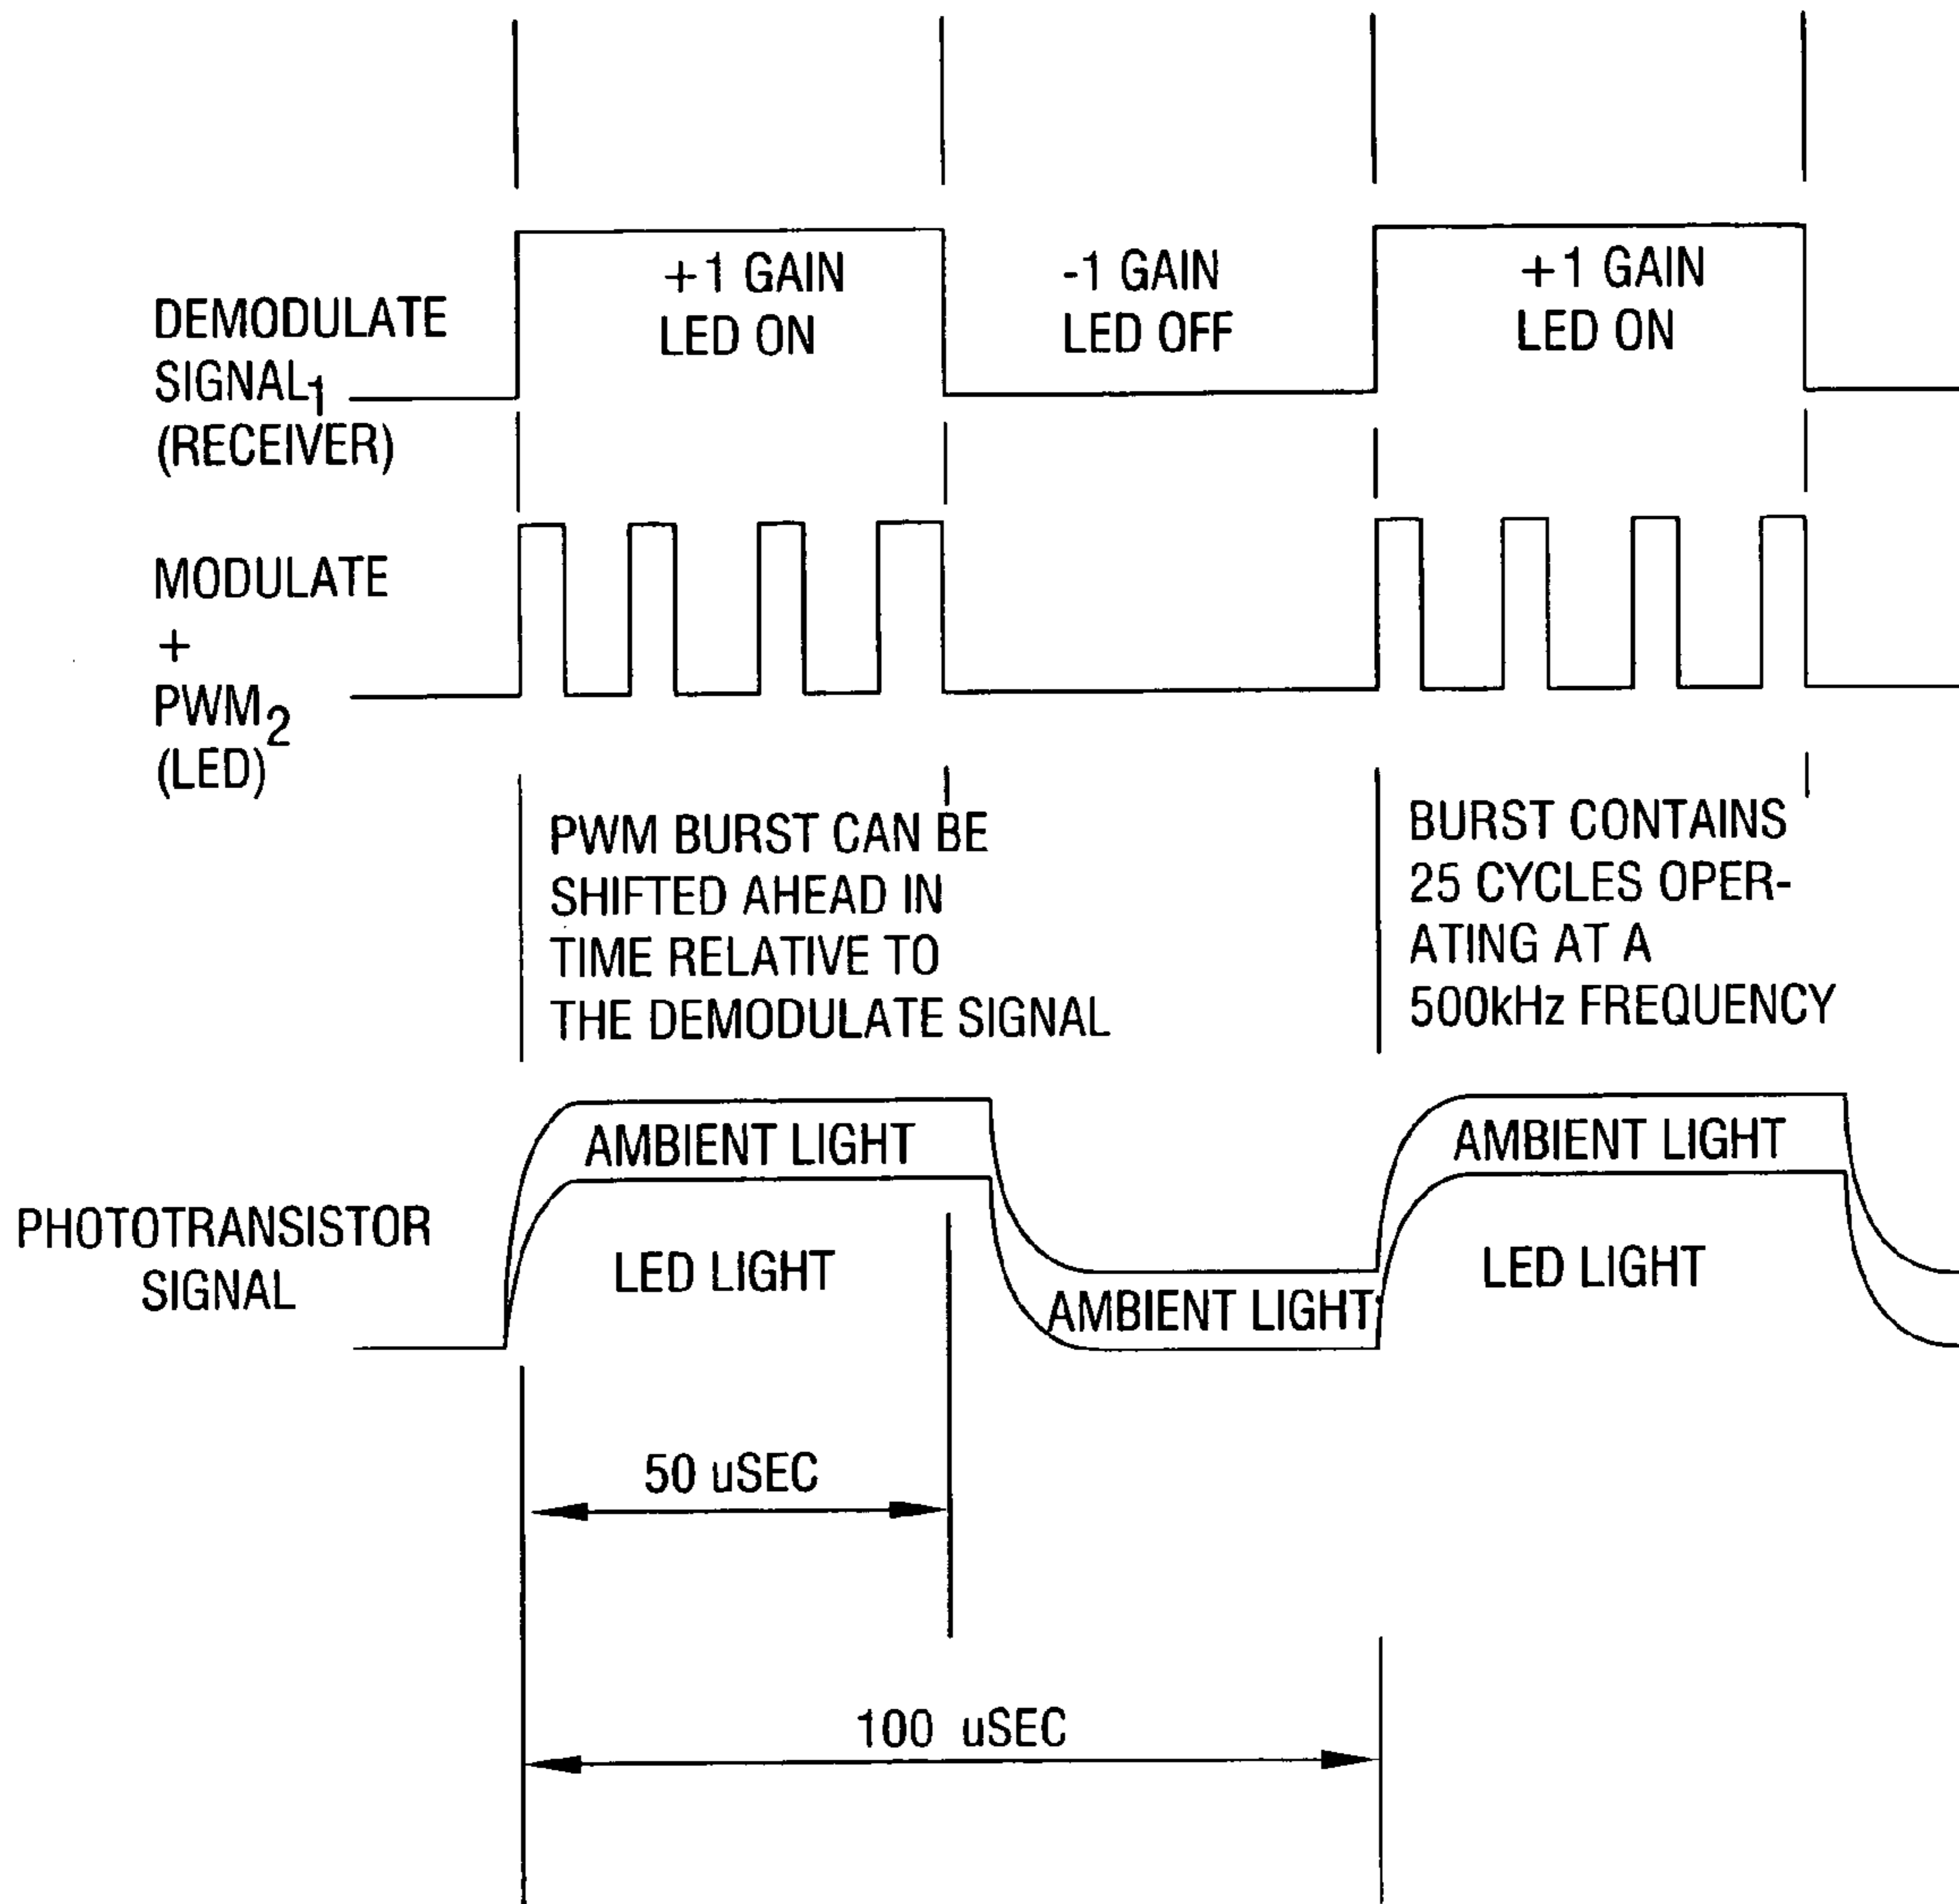 +1 GAIN
LED ON
-1 GAIN
LED OFF
+1 GAIN
LED ON
DEMODULATE
SIGNAL1
(RECEIVER)
MODULATE
+
PWM2
(LED)
PWM BURST CAN BE
SHIFTED AHEAD IN
TIME RELATIVE TO
THE DEMODULATE SIGNAL
BURST CONTAINS
25 CYCLES OPER-
ATING AT A
500kHz FREQUENCY
PHOTOTRANSISTOR
SIGNAL
AMBIENT LIGHT
LED LIGHT
AMBIENT LIGHT
AMBIENT LIGHT
LED LIGHT
50 uSEC
100 uSEC